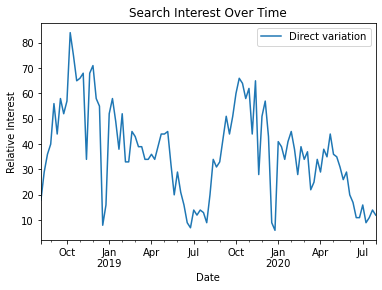 Search Interest Over Time
Direct variation
Relative Interest
80
70
60
50
40
30
20
10
Oct Jan Apr Jul Oct Jan Apr Jul
2019 2020
Date